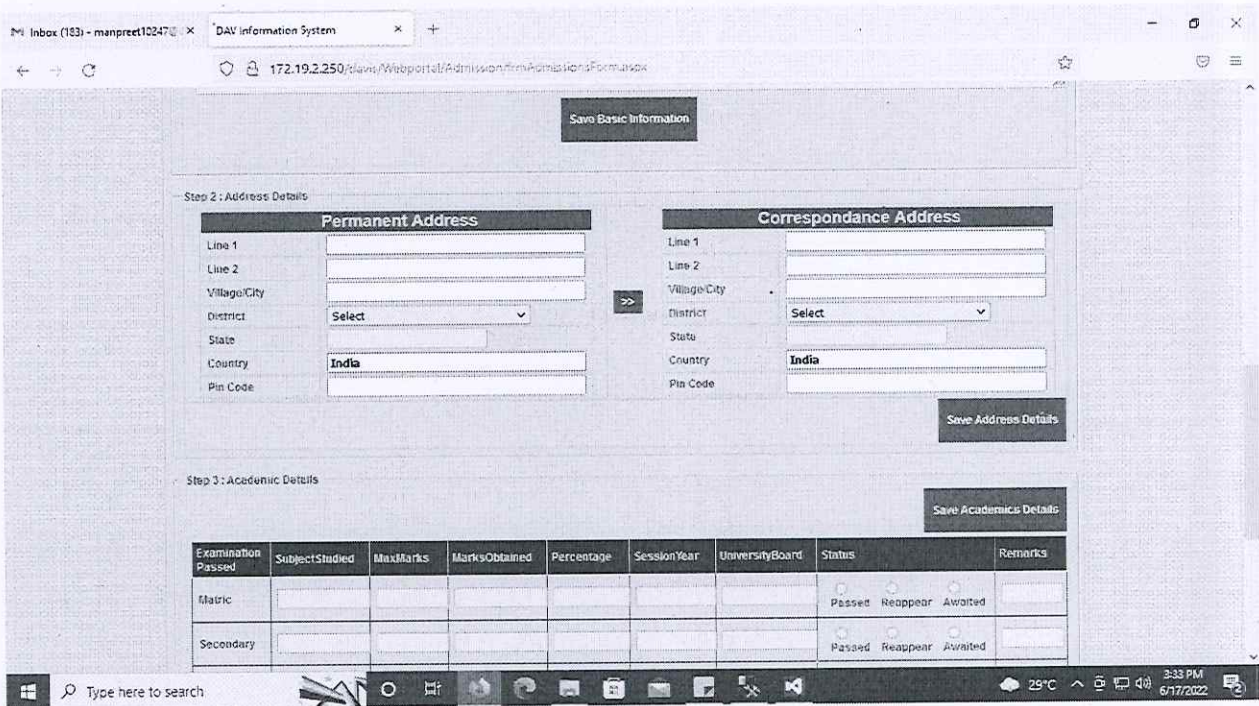 Inbox (183) - manpreet10247@
DAV Information System
172.19.2.250/davis/Webportal/Admission/frmAdmissionsForm.aspx
Save Basic Information
Step 2 : Address Details
Permanent Address
Line 1
Line 2
Village/City
District Select
State
Country India
Pin Code
>>
Correspondance Address
Line 1
Line 2
Village/City
District Select
State
Country India
Pin Code
Save Address Details
Step 3 : Academic Details
Save Academics Details
Examination Passed SubjectStudied MaxMarks MarksObtained Percentage SessionYear UniversityBoard Status Remarks
Matric Passed Reappear Awaited
Secondary Passed Reappear Awaited
Type here to search
29°C
3:33 PM
6/17/2022